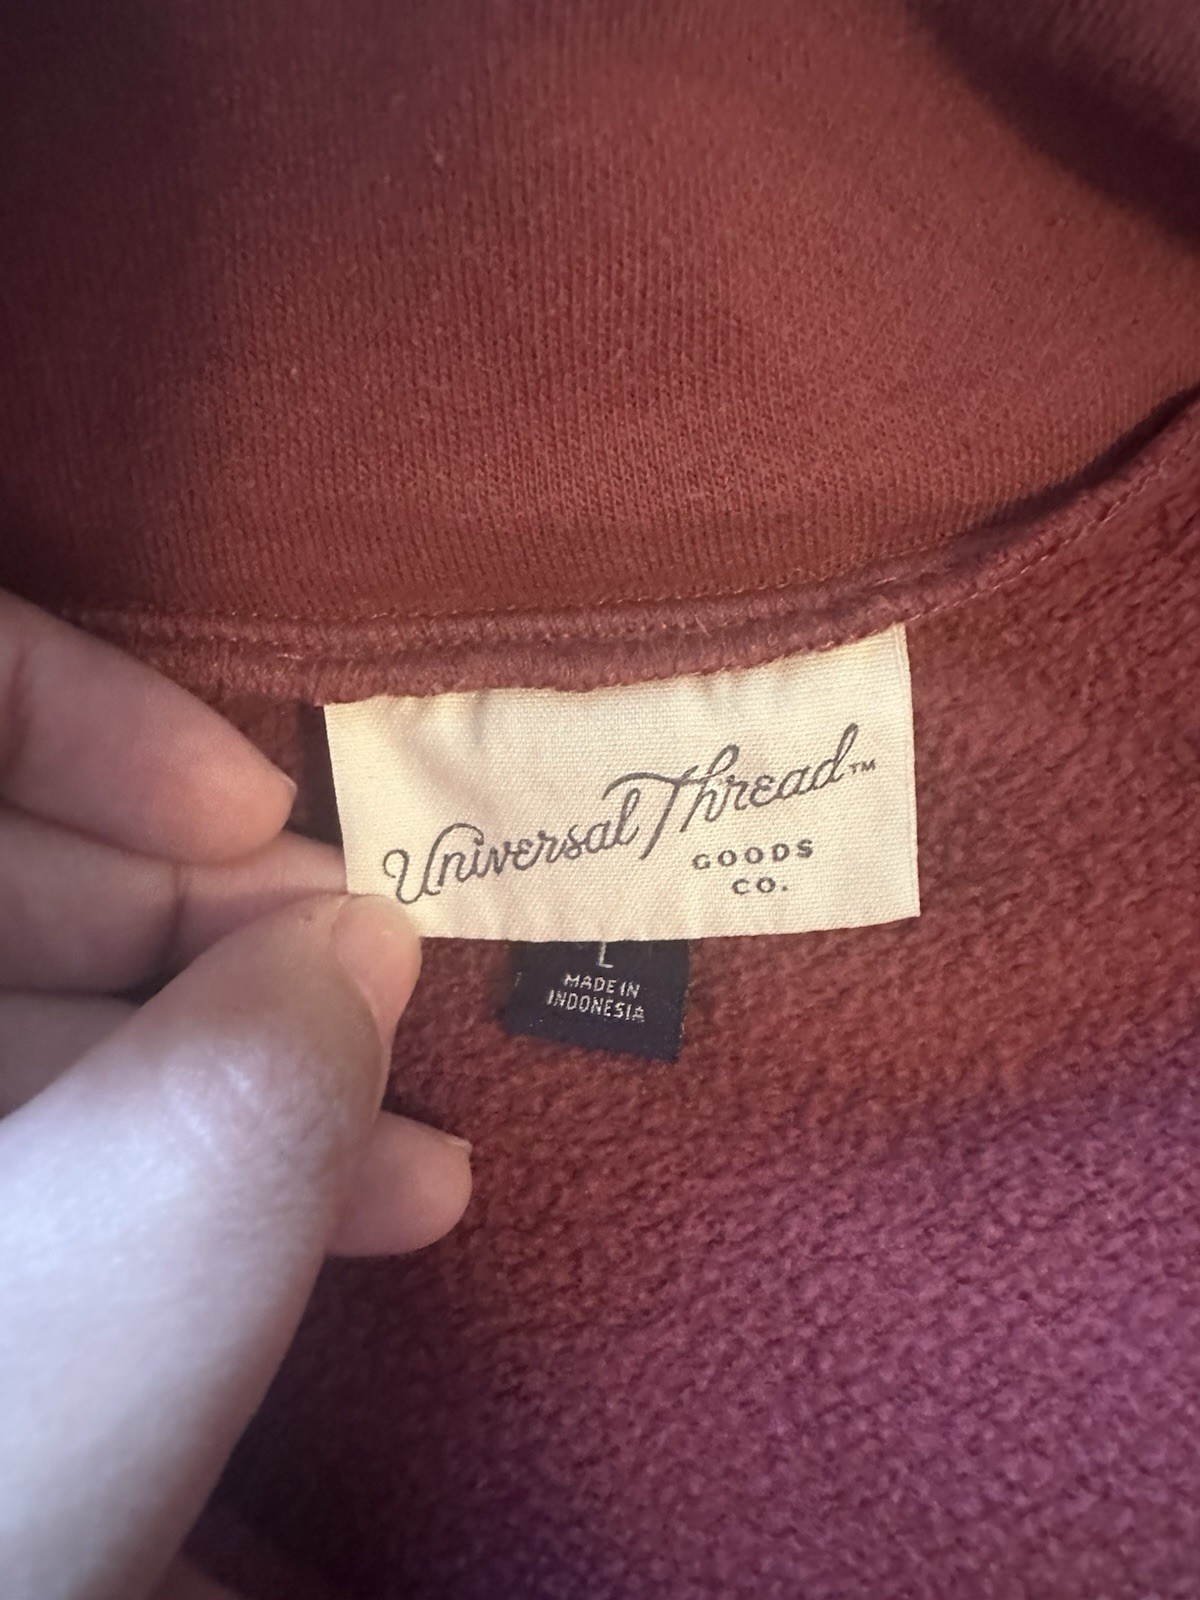 Universal Thread™
GOODS
CO.
L
MADE IN
INDONESIA